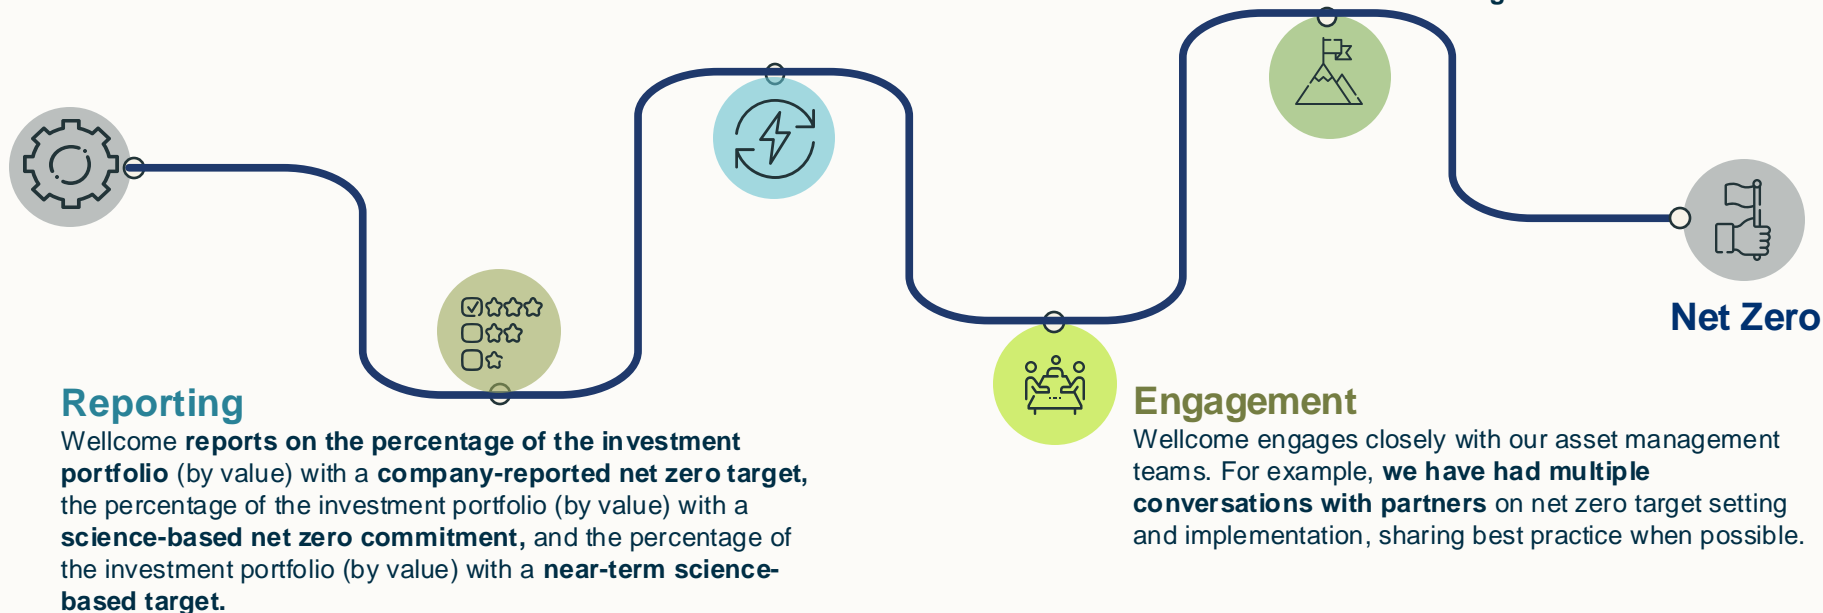 Net Zero
Reporting
Wellcome reports on the percentage of the investment
portfolio (by value) with a company-reported net zero target,
the percentage of the investment portfolio (by value) with a
science-based net zero commitment, and the percentage of
the investment portfolio (by value) with a near-term science-
based target.
Engagement
Wellcome engages closely with our asset management
teams. For example, we have had multiple
conversations with partners on net zero target setting
and implementation, sharing best practice when possible.